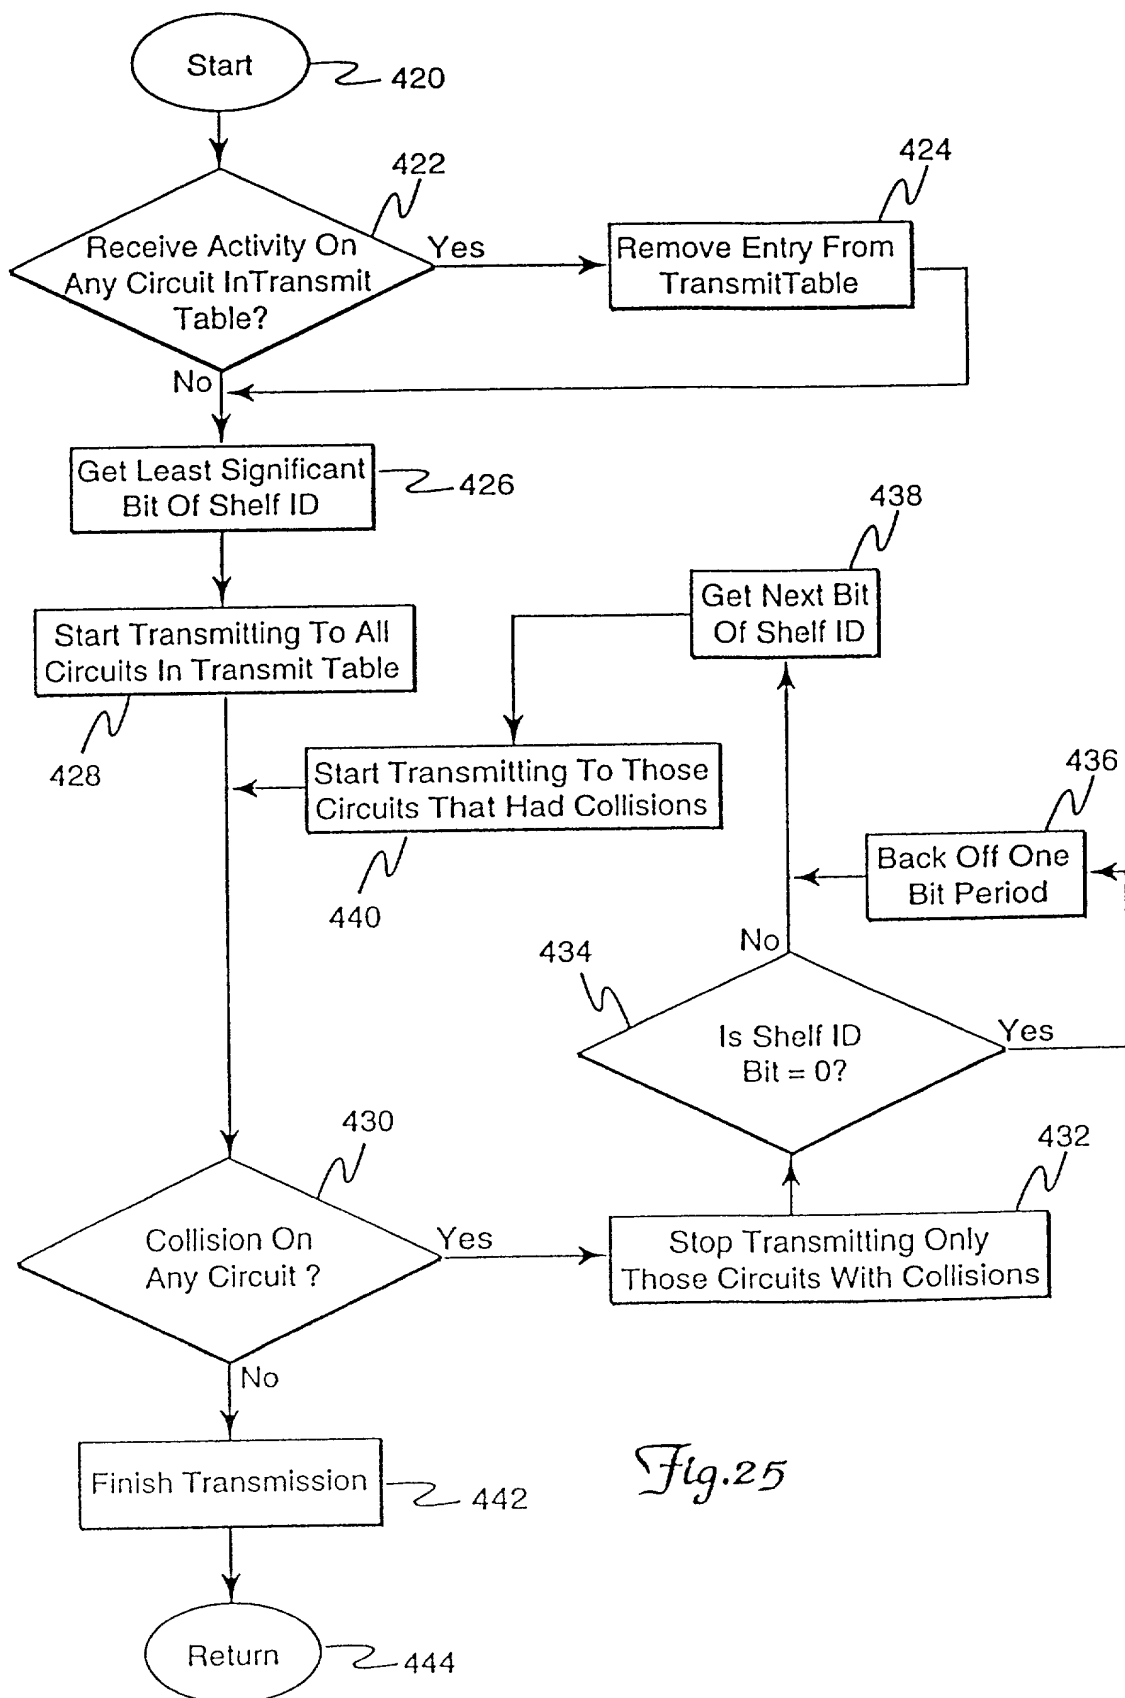 Start
420
422
Receive Activity On
Any Circuit InTransmit
Table?
Yes
No
424
Remove Entry From
TransmitTable
Get Least Significant
Bit Of Shelf ID
426
438
Get Next Bit
Of Shelf ID
Start Transmitting To All
Circuits In Transmit Table
428
Start Transmitting To Those
Circuits That Had Collisions
440
436
Back Off One
Bit Period
No
434
Is Shelf ID
Bit = 0?
Yes
430
Collision On
Any Circuit ?
Yes
No
432
Stop Transmitting Only
Those Circuits With Collisions
Finish Transmission
442
Fig.25
Return
444